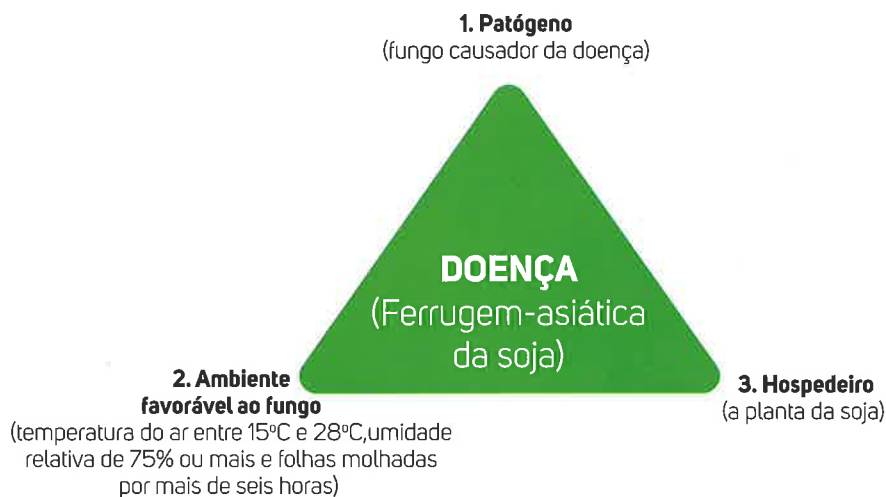 1. Patógeno
(fungo causador da doença)
DOENÇA
(Ferrugem-asiática
da soja)
2. Ambiente
favorável ao fungo
(temperatura do ar entre 15ºC e 28ºC,umidade
relativa de 75% ou mais e folhas molhadas
por mais de seis horas)
3. Hospedeiro
(a planta da soja)